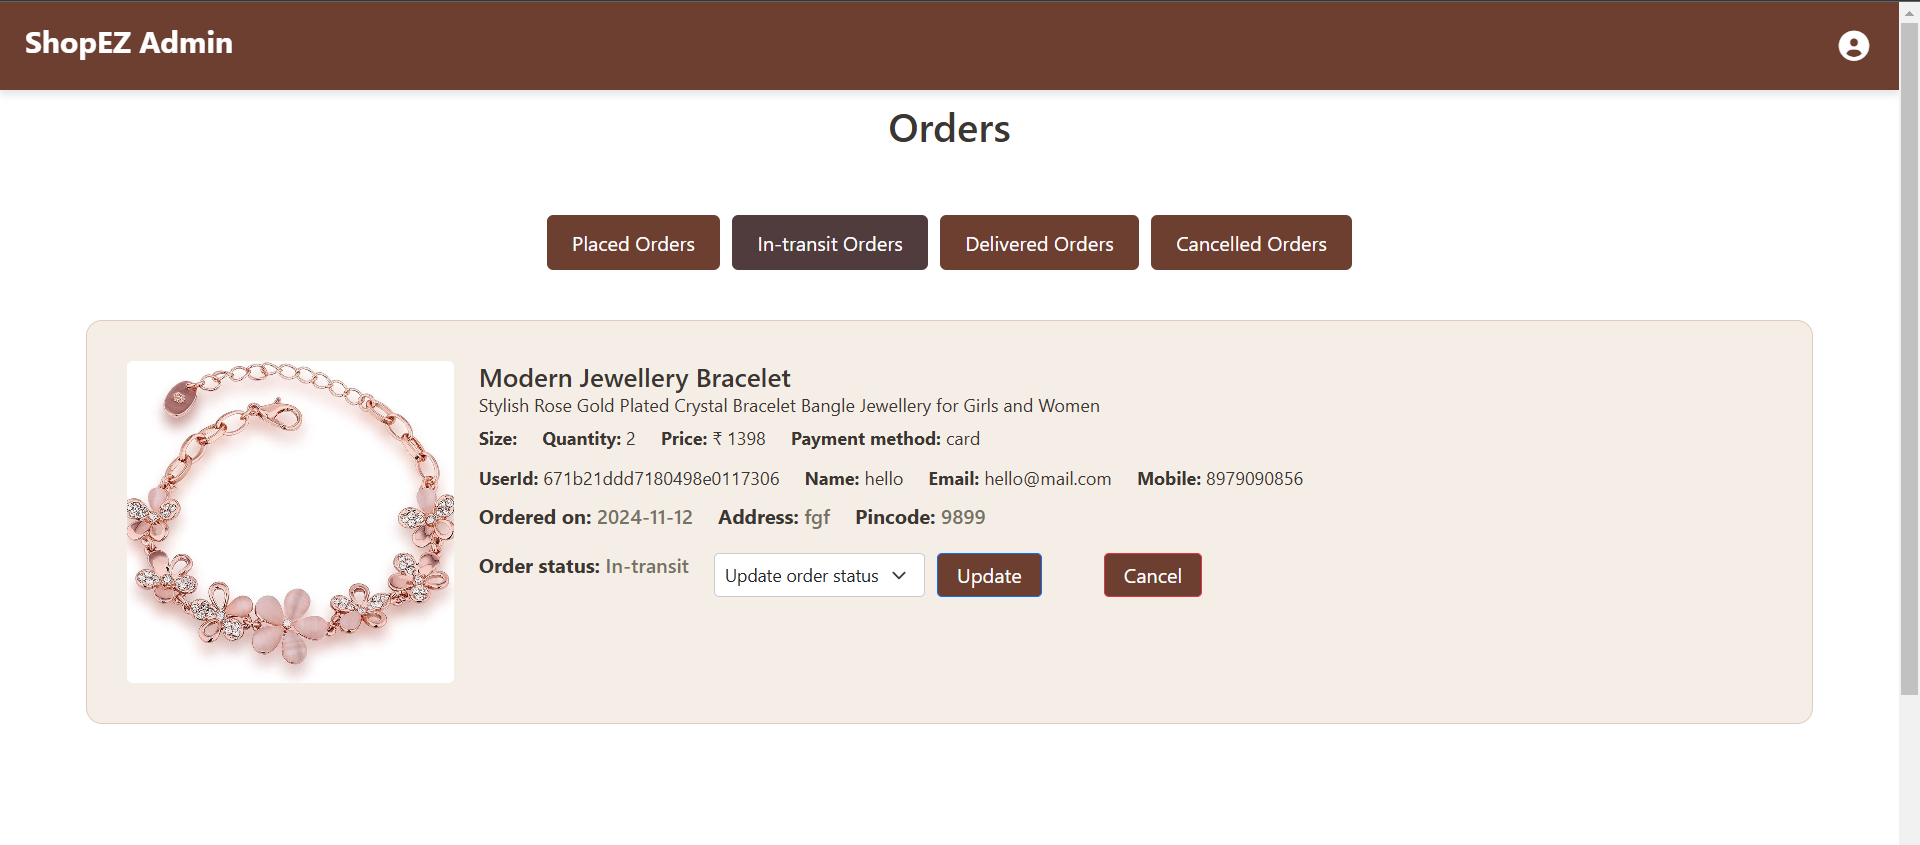 ShopEZ Admin
Orders
Placed Orders In-transit Orders Delivered Orders Cancelled Orders
Modern Jewellery Bracelet
Stylish Rose Gold Plated Crystal Bracelet Bangle Jewellery for Girls and Women
Size: Quantity: 2 Price: ₹ 1398 Payment method: card
UserId: 671b21ddd7180498e0117306 Name: hello Email: hello@mail.com Mobile: 8979090856
Ordered on: 2024-11-12 Address: fgf Pincode: 9899
Order status: In-transit Update order status Update Cancel